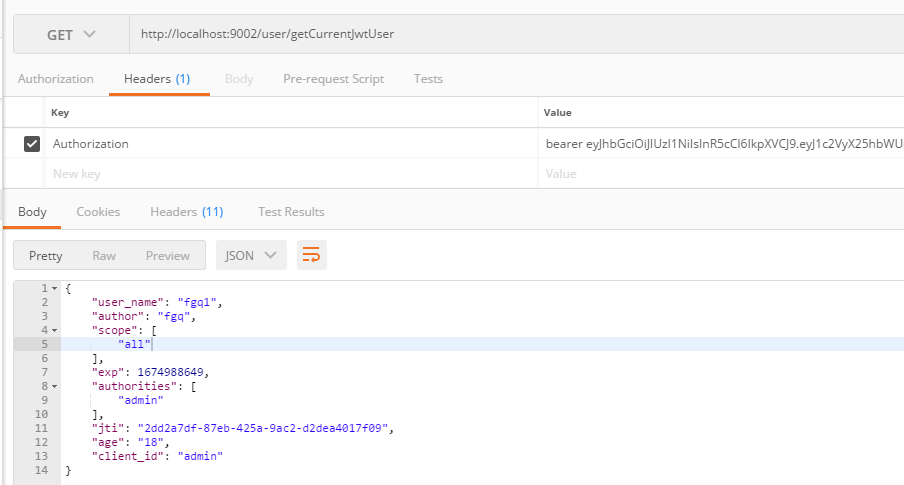 GET http://localhost:9002/user/getCurrentJwtUser
Authorization Headers (1) Body Pre-request Script Tests
Key Value
Authorization bearer eyJhbGciOiJIUzI1NiIsInR5cCI6IkpXVCJ9.eyJ1c2VyX25hbWU
New key Value
Body Cookies Headers (11) Test Results
Pretty Raw Preview JSON
1 {
2 "user_name": "fgq1",
3 "author": "fgq",
4 "scope": [
5 "all"
6 ],
7 "exp": 1674988649,
8 "authorities": [
9 "admin"
10 ],
11 "jti": "2dd2a7df-87eb-425a-9ac2-d2dea4017f09",
12 "age": "18",
13 "client_id": "admin"
14 }